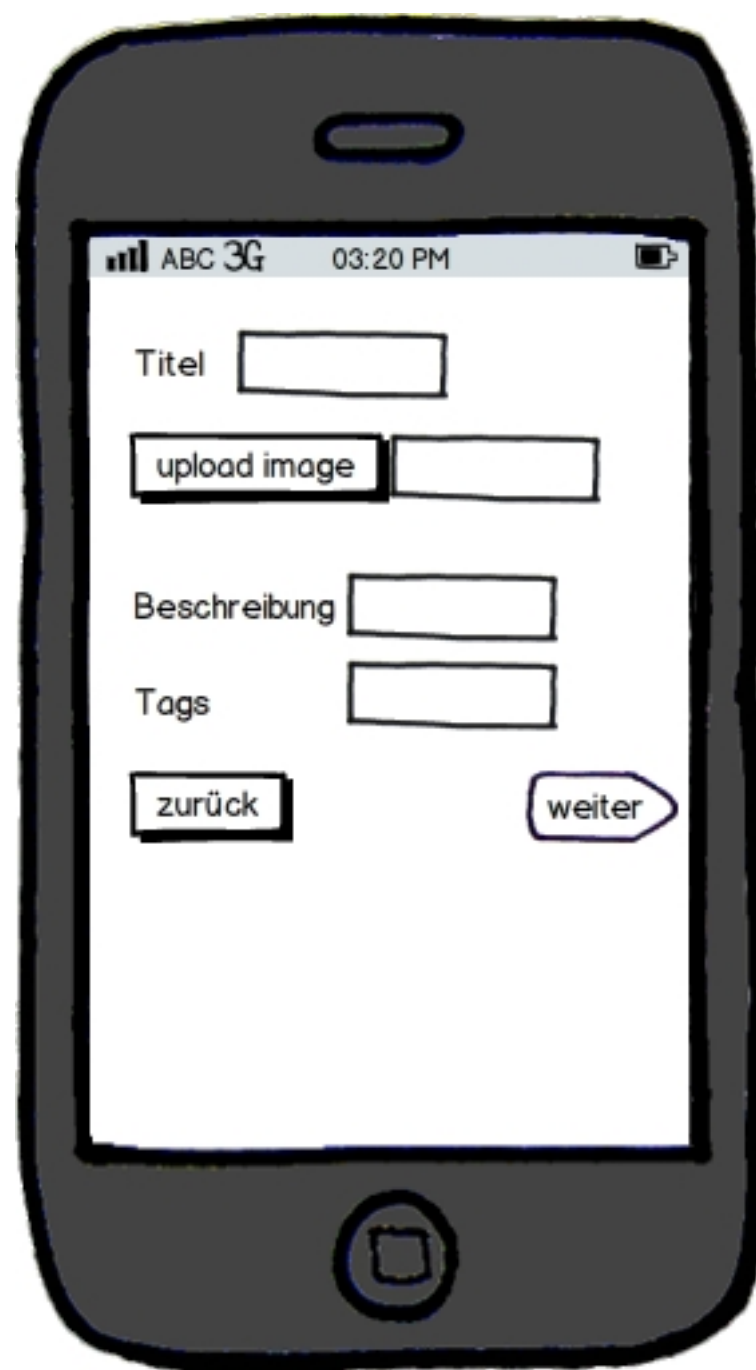 ABC 3G 03:20 PM
Titel
upload image
Beschreibung
Tags
zurück weiter